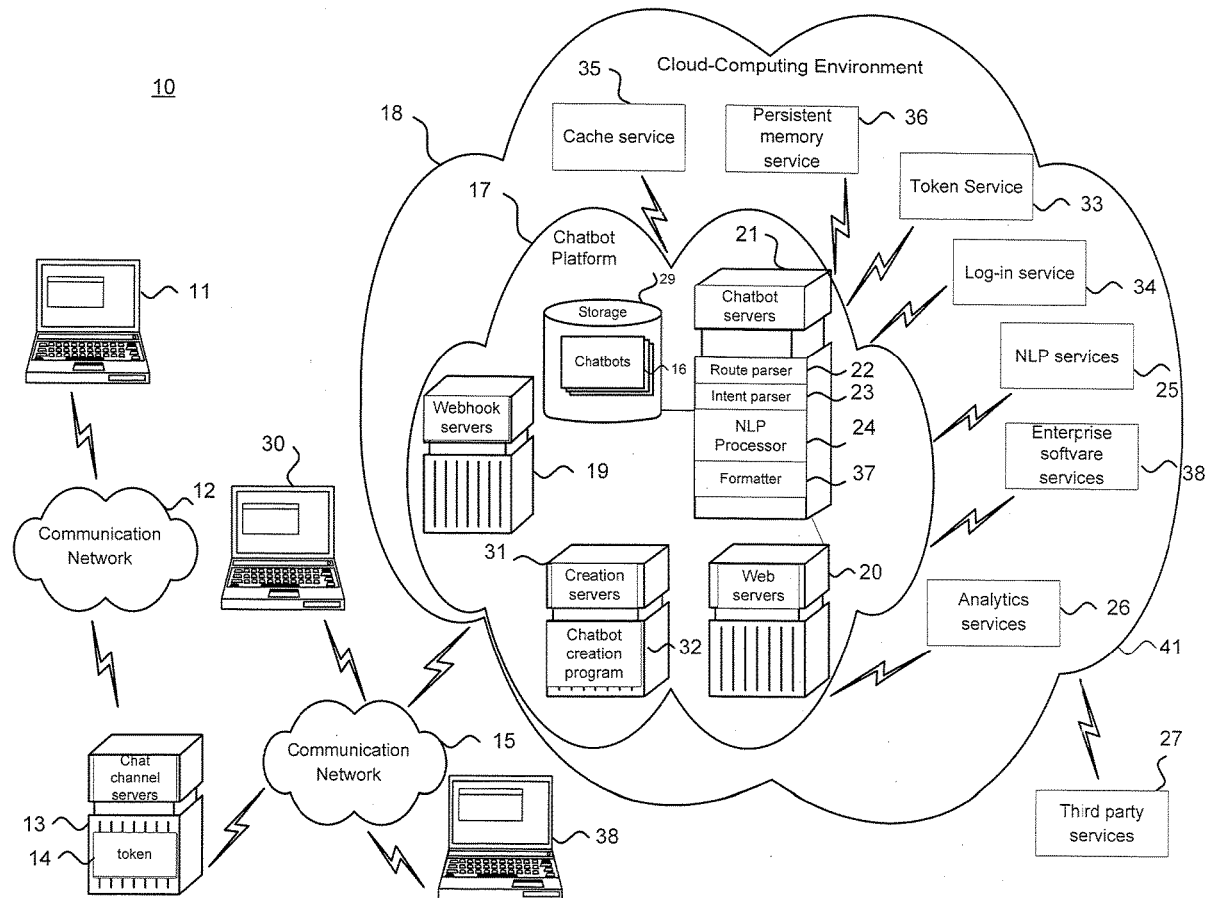 10
Cloud-Computing Environment
35
Cache service
Persistent
memory
service
36
18
Token Service
33
17
Chatbot
Platform
21
Log-in service
34
29
Storage
Chatbots
16
Chatbot
servers
Route parser
22
Intent parser
23
NLP
Processor
24
Formatter
37
NLP services
25
Enterprise
software
services
38
Webhook
servers
19
11
12
Communication
Network
30
31
Creation
servers
Chatbot
creation
program
32
Web
servers
20
Analytics
services
26
41
Communication
Network
15
27
Third party
services
Chat
channel
servers
13
14
token
38